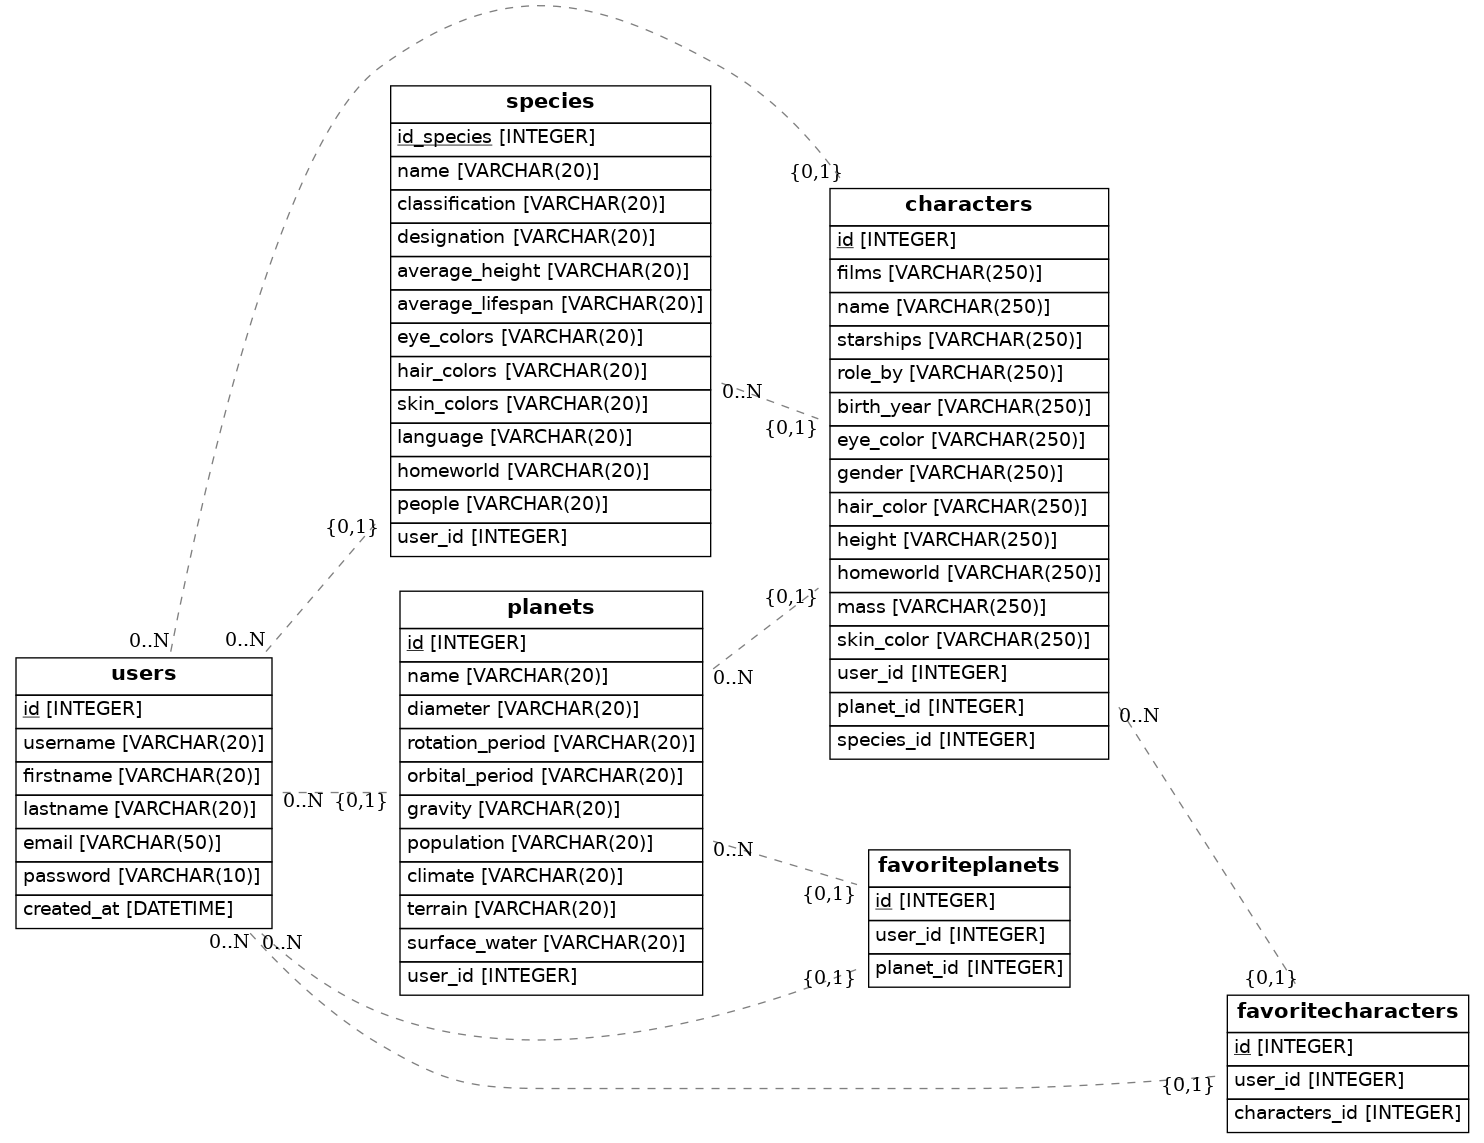 species
id_species [INTEGER]
name [VARCHAR(20)]
classification [VARCHAR(20)]
designation [VARCHAR(20)]
average_height [VARCHAR(20)]
average_lifespan [VARCHAR(20)]
eye_colors [VARCHAR(20)]
hair_colors [VARCHAR(20)]
skin_colors [VARCHAR(20)]
language [VARCHAR(20)]
homeworld [VARCHAR(20)]
people [VARCHAR(20)]
user_id [INTEGER]
{0,1}
characters
id [INTEGER]
films [VARCHAR(250)]
name [VARCHAR(250)]
starships [VARCHAR(250)]
role_by [VARCHAR(250)]
birth_year [VARCHAR(250)]
eye_color [VARCHAR(250)]
gender [VARCHAR(250)]
hair_color [VARCHAR(250)]
height [VARCHAR(250)]
homeworld [VARCHAR(250)]
mass [VARCHAR(250)]
skin_color [VARCHAR(250)]
user_id [INTEGER]
planet_id [INTEGER]
species_id [INTEGER]
0..N
{0,1}
{0,1}
{0,1}
0..N
0..N
0..N
users
id [INTEGER]
username [VARCHAR(20)]
firstname [VARCHAR(20)]
lastname [VARCHAR(20)]
email [VARCHAR(50)]
password [VARCHAR(10)]
created_at [DATETIME]
0..N
{0,1}
planets
id [INTEGER]
name [VARCHAR(20)]
diameter [VARCHAR(20)]
rotation_period [VARCHAR(20)]
orbital_period [VARCHAR(20)]
gravity [VARCHAR(20)]
population [VARCHAR(20)]
climate [VARCHAR(20)]
terrain [VARCHAR(20)]
surface_water [VARCHAR(20)]
user_id [INTEGER]
0..N
0..N
{0,1}
favoriteplanets
id [INTEGER]
user_id [INTEGER]
planet_id [INTEGER]
0..N
0..N
{0,1}
{0,1}
favoritecharacters
id [INTEGER]
user_id [INTEGER]
characters_id [INTEGER]
{0,1}